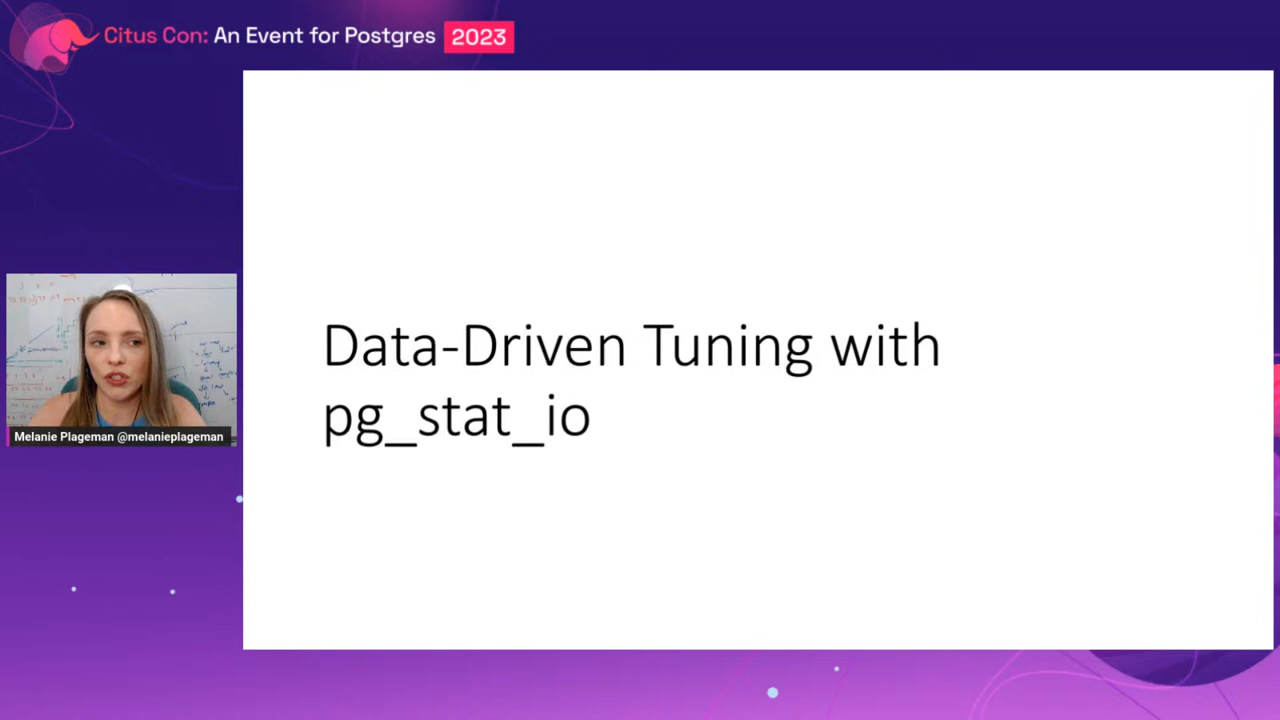 Citus Con: An Event for Postgres 2023
Data-Driven Tuning with
pg_stat_io
Melanie Plageman @melanieplageman